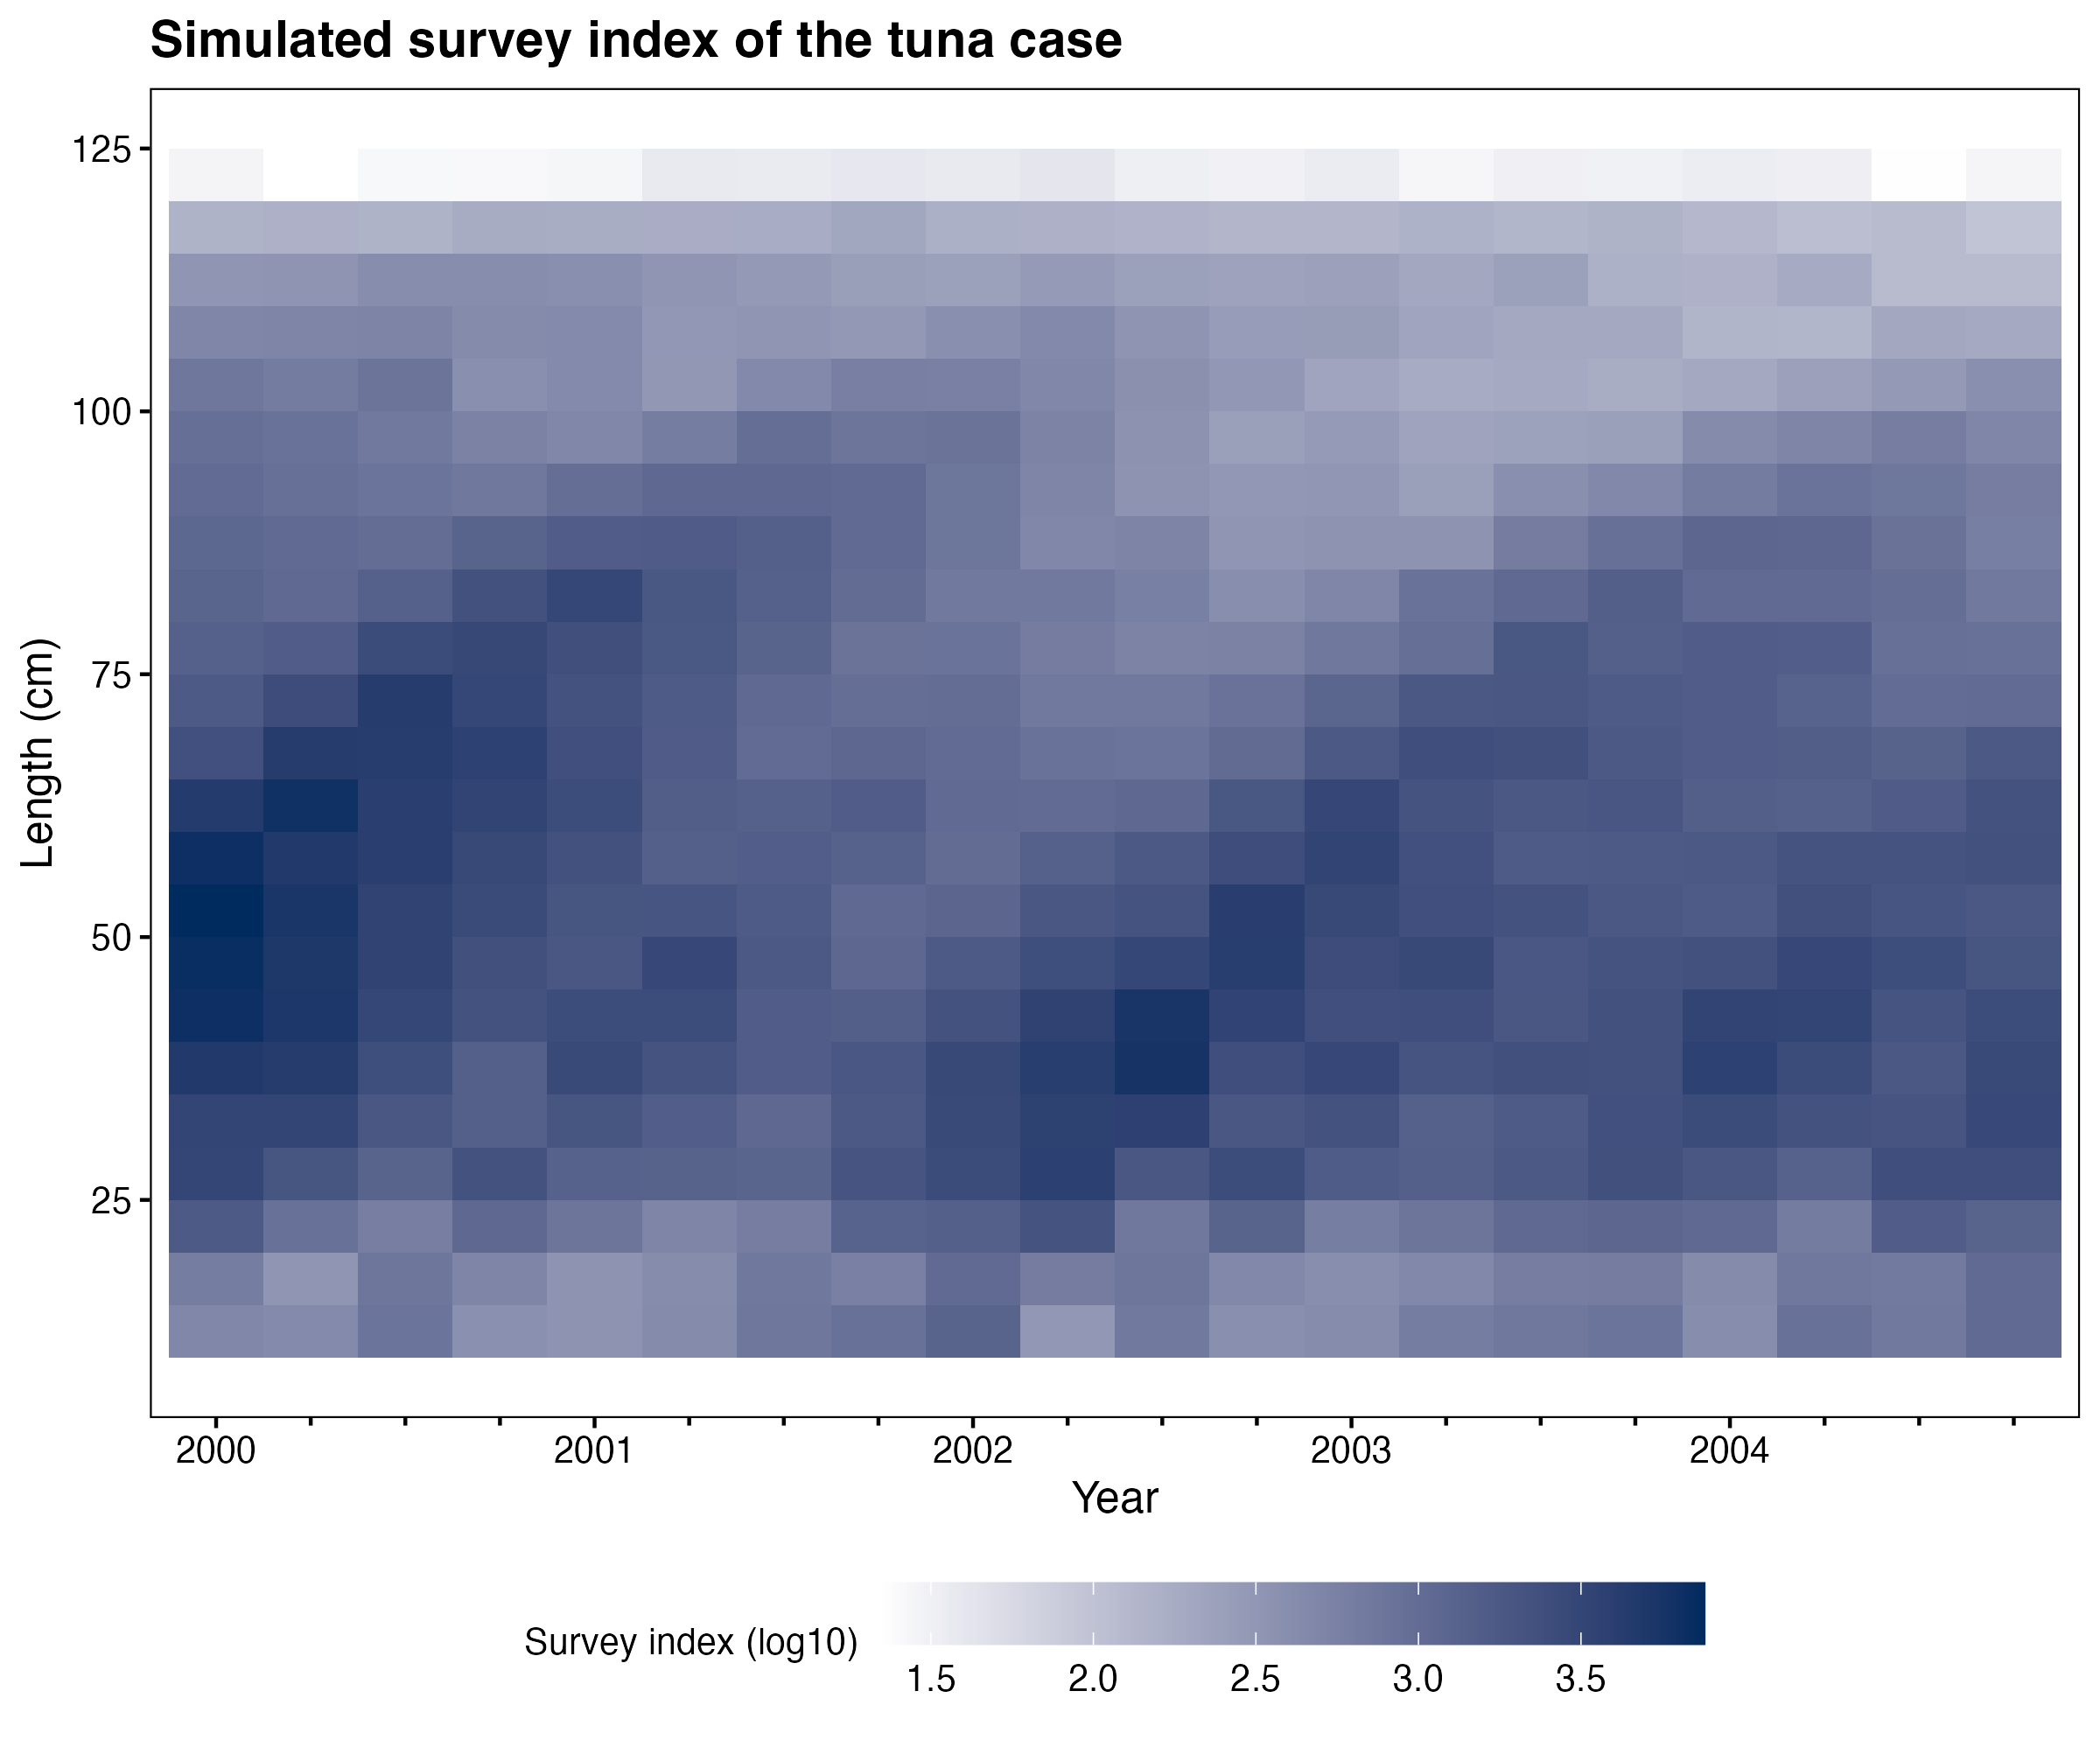 Simulated survey index of the tuna case
125
100
75
50
25
Length (cm)
2000 2001 2002 2003 2004
Year
Survey index (log10)
1.5 2.0 2.5 3.0 3.5